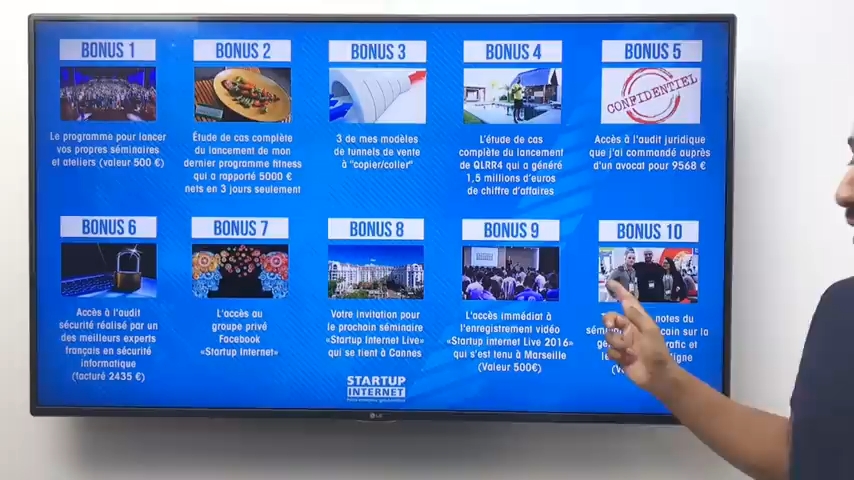 BONUS 1
Le programme pour lancer
vos propres séminaires
et ateliers (valeur 500 €)
BONUS 2
Étude de cas complète
du lancement de mon
dernier programme fitness
qui a rapporté 5000 €
nets en 3 jours seulement
BONUS 3
3 de mes modèles
de tunnels de vente
à "copier/coller"
BONUS 4
L'étude de cas
complète du lancement
de QLRR4 qui a généré
1,5 millions d'euros
de chiffre d'affaires
BONUS 5
CONFIDENTIEL
Accès à l'audit juridique
que j'ai commandé auprès
d'un avocat pour 9568 €
BONUS 6
Accès à l'audit
sécurité réalisé par un
des meilleurs experts
français en sécurité
informatique
(facturé 2435 €)
BONUS 7
L'accès au
groupe privé
Facebook
«Startup Internet»
BONUS 8
Votre invitation pour
le prochain séminaire
«Startup Internet Live»
qui se tient à Cannes
BONUS 9
L'accès immédiat à
l'enregistrement vidéo
«Startup internet Live 2016»
qui s'est tenu à Marseille
(Valeur 500€)
BONUS 10
notes du
sur la
et
STARTUP
INTERNET
LG